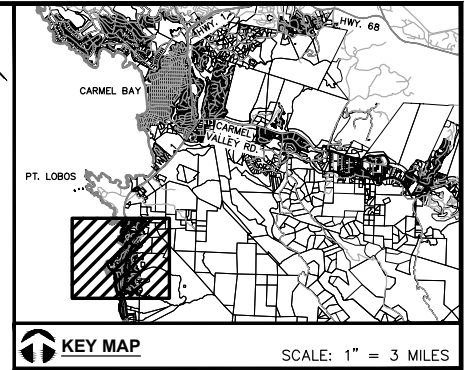 HWY. 1
HWY. 68
CARMEL BAY
CARMEL
VALLEY RD.
PT. LOBOS
KEY MAP
SCALE: 1" = 3 MILES